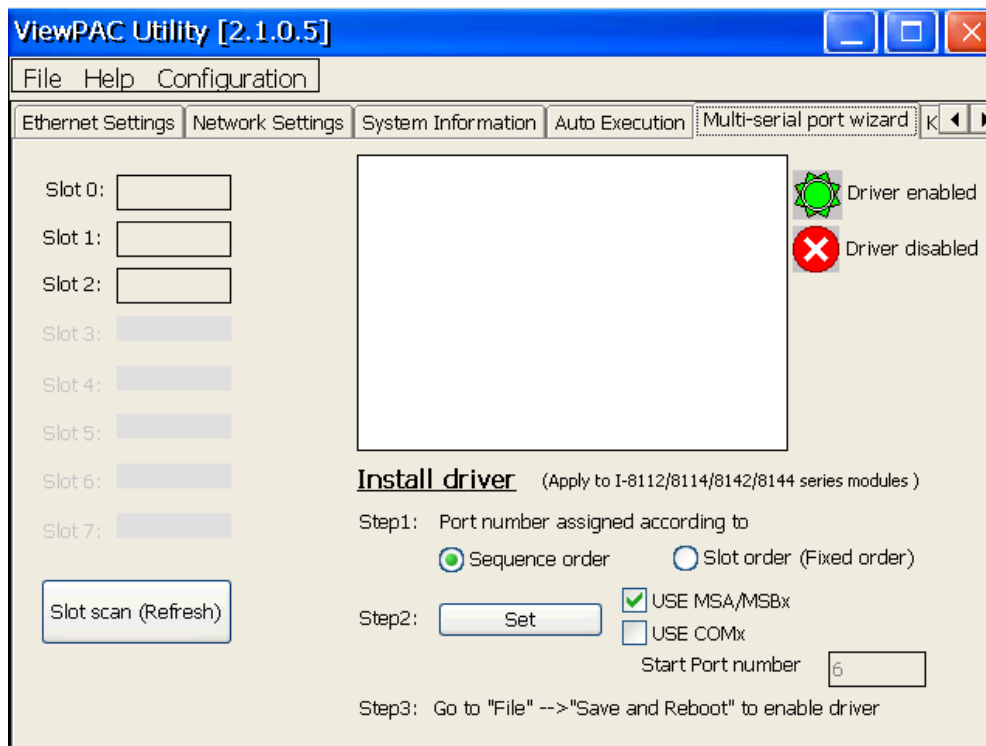 ViewPAC Utility [2.1.0.5]
File Help Configuration
Ethernet Settings Network Settings System Information Auto Execution Multi-serial port wizard K
Slot 0:
Slot 1:
Slot 2:
Slot 3:
Slot 4:
Slot 5:
Slot 6:
Slot 7:
Slot scan (Refresh)
Driver enabled
Driver disabled
Install driver (Apply to I-8112/8114/8142/8144 series modules )
Step1: Port number assigned according to
Sequence order Slot order (Fixed order)
Step2: Set USE MSA/MSBx
USE COMx
Start Port number 6
Step3: Go to "File" -->"Save and Reboot" to enable driver